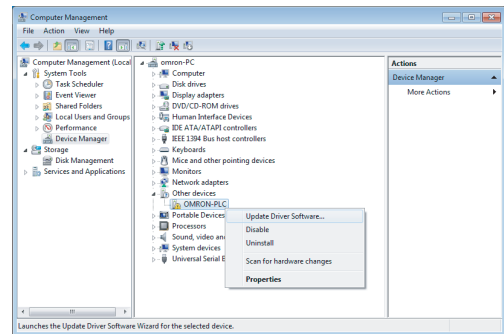 Computer Management
File Action View Help
Computer Management (Local
System Tools
Task Scheduler
Event Viewer
Shared Folders
Local Users and Groups
Performance
Device Manager
Storage
Disk Management
Services and Applications
omron-PC
Computer
Disk drives
Display adapters
DVD/CD-ROM drives
Human Interface Devices
IDE ATA/ATAPI controllers
IEEE 1394 Bus host controllers
Keyboards
Mice and other pointing devices
Monitors
Network adapters
Other devices
OMRON-PLC
Portable Devices
Processors
Sound, video an
System devices
Universal Serial B
Update Driver Software...
Disable
Uninstall
Scan for hardware changes
Properties
Actions
Device Manager
More Actions
Launches the Update Driver Software Wizard for the selected device.